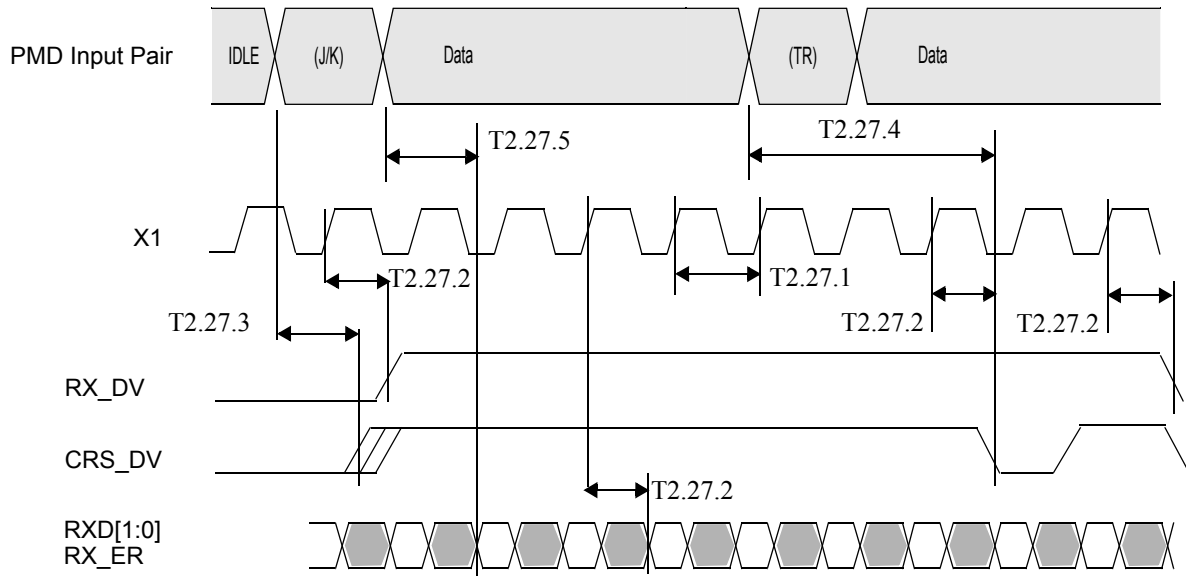 PMD Input Pair IDLE (J/K) Data (TR) Data
T2.27.5 T2.27.4
X1
T2.27.2 T2.27.1
T2.27.3 T2.27.2 T2.27.2
RX_DV
CRS_DV
T2.27.2
RXD[1:0]
RX_ER